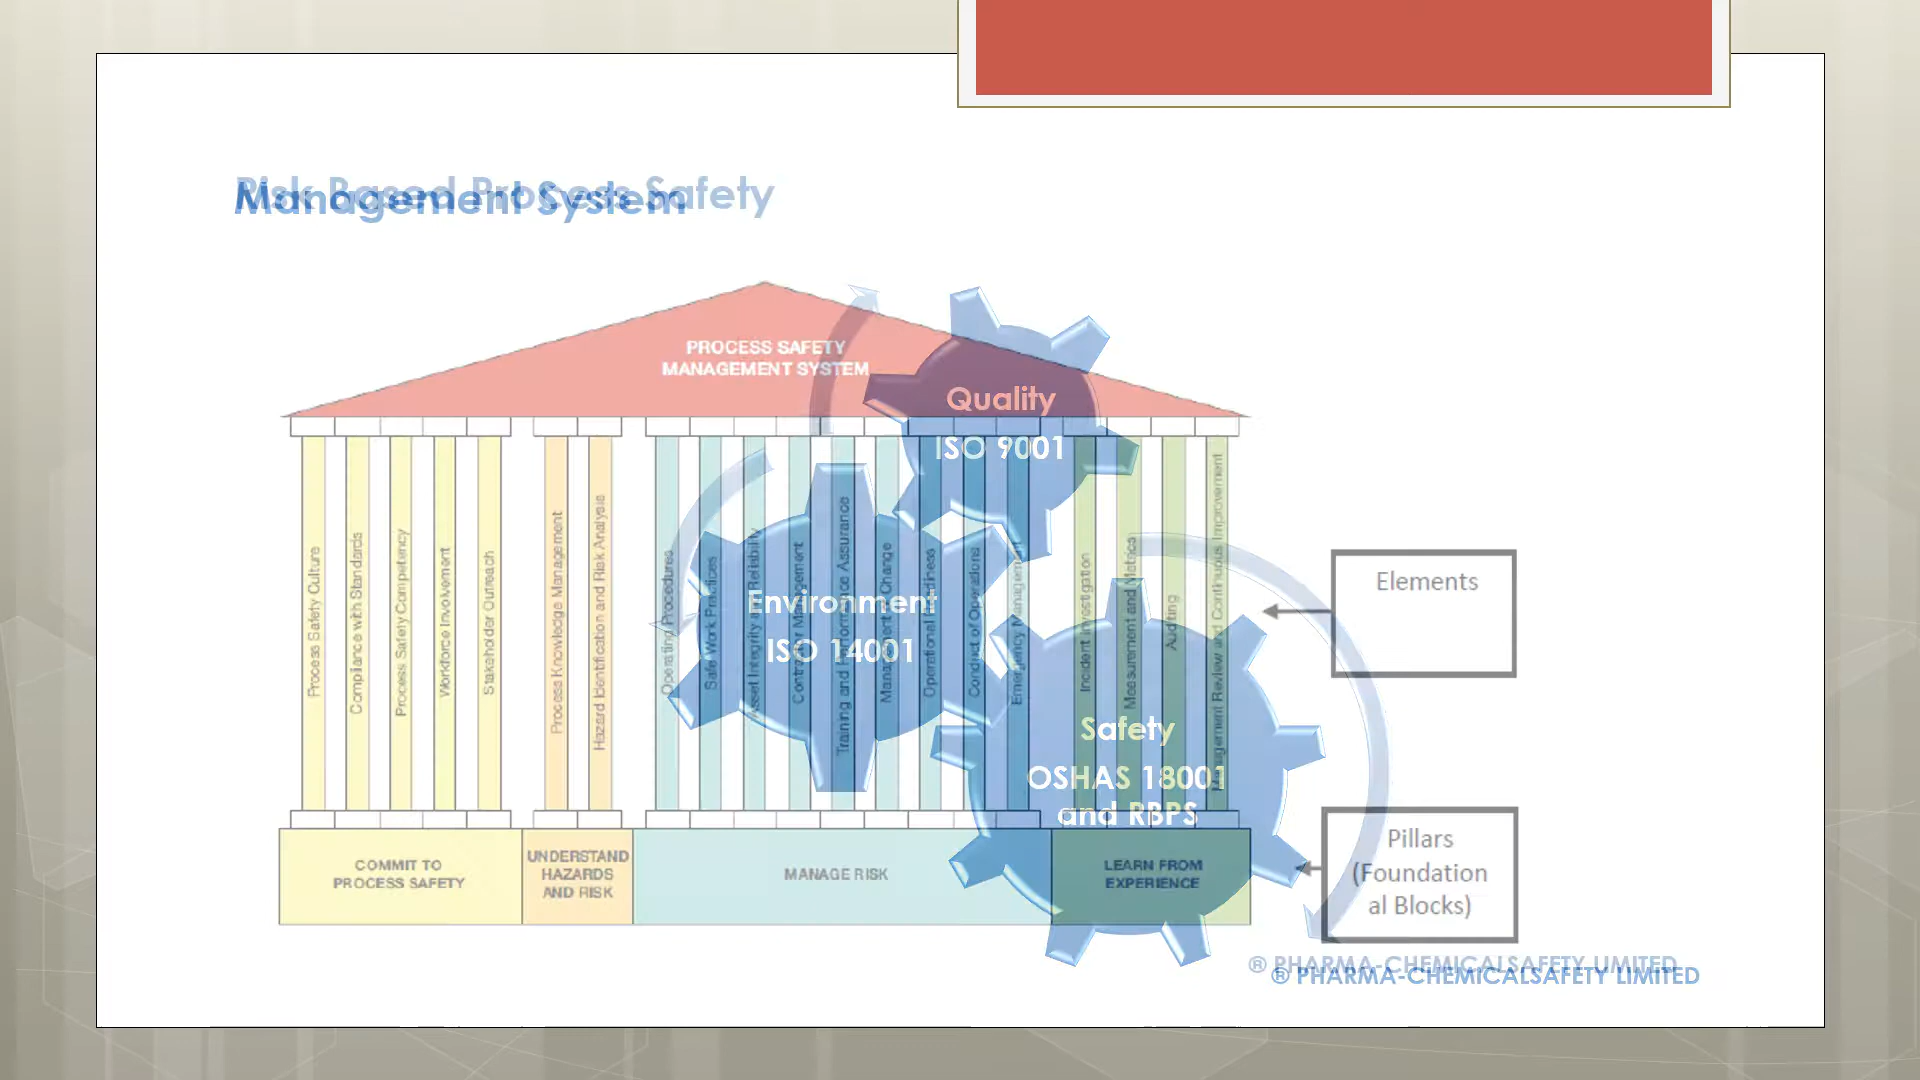 Risk Based Process Safety
Management System
PROCESS SAFETY
MANAGEMENT SYSTEM
Quality
ISO 9001
Environment
ISO 14001
Safety
OSHAS 18001
and RBPS
Process Safety Culture
Compliance with Standards
Process Safety Competency
Workforce Involvement
Stakeholder Outreach
Process Knowledge Management
Hazard Identification and Risk Analysis
Operating Procedures
Safe Work Practices
Asset Integrity and Reliability
Contractor Management
Training and Performance Assurance
Management of Change
Operational Readiness
Conduct of Operations
Emergency Management
Incident Investigation
Measurement and Metrics
Auditing
Management Review and Continuous Improvement
Elements
COMMIT TO
PROCESS SAFETY
UNDERSTAND
HAZARDS
AND RISK
MANAGE RISK
LEARN FROM
EXPERIENCE
Pillars
(Foundation
al Blocks)
® PHARMA-CHEMICALSAFETY LIMITED
® PHARMA-CHEMICALSAFETY LIMITED